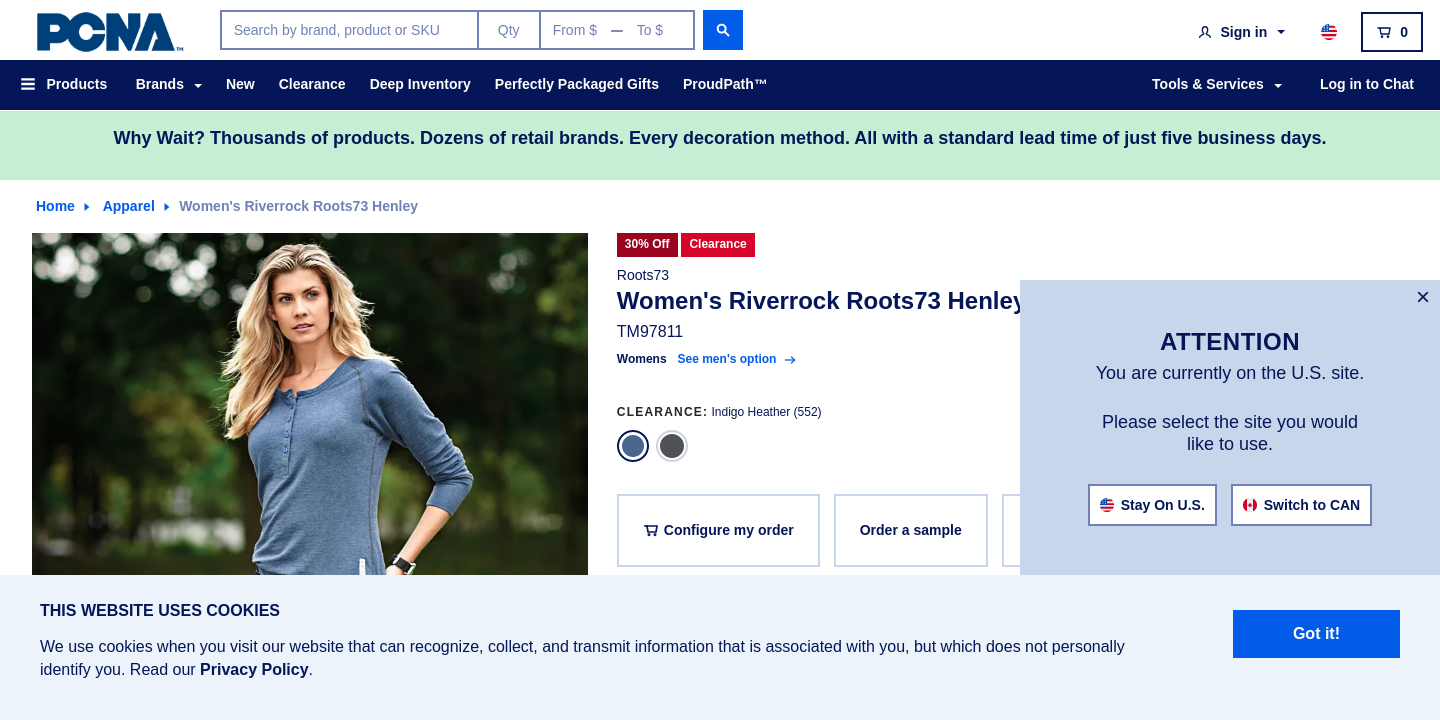 PCNA™
Search by brand, product or SKU
Qty
From $ — To $
Sign in
0
Products
Brands
New
Clearance
Deep Inventory
Perfectly Packaged Gifts
ProudPath™
Tools & Services
Log in to Chat
Why Wait? Thousands of products. Dozens of retail brands. Every decoration method. All with a standard lead time of just five business days.
Home
Apparel
Women's Riverrock Roots73 Henley
30% Off
Clearance
Roots73
Women's Riverrock Roots73 Henley
TM97811
Womens
See men's option
CLEARANCE: Indigo Heather (552)
Configure my order
Order a sample
ATTENTION
You are currently on the U.S. site.
Please select the site you would
like to use.
Stay On U.S.
Switch to CAN
THIS WEBSITE USES COOKIES
We use cookies when you visit our website that can recognize, collect, and transmit information that is associated with you, but which does not personally
identify you. Read our Privacy Policy.
Got it!